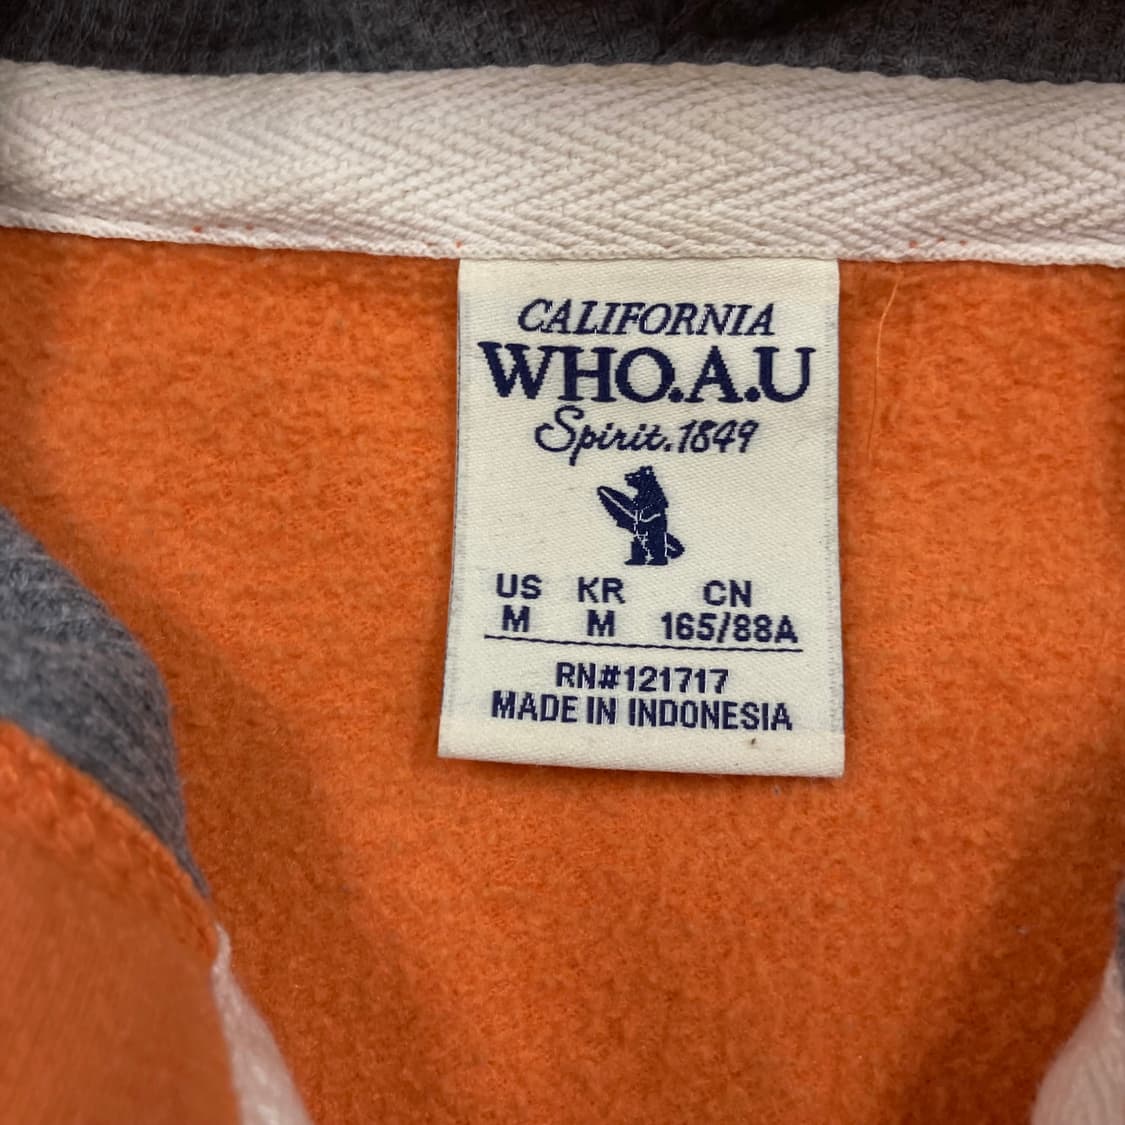 CALIFORNIA
WHO.A.U
Spirit.1849
US KR CN
M M 165/88A
RN#121717
MADE IN INDONESIA